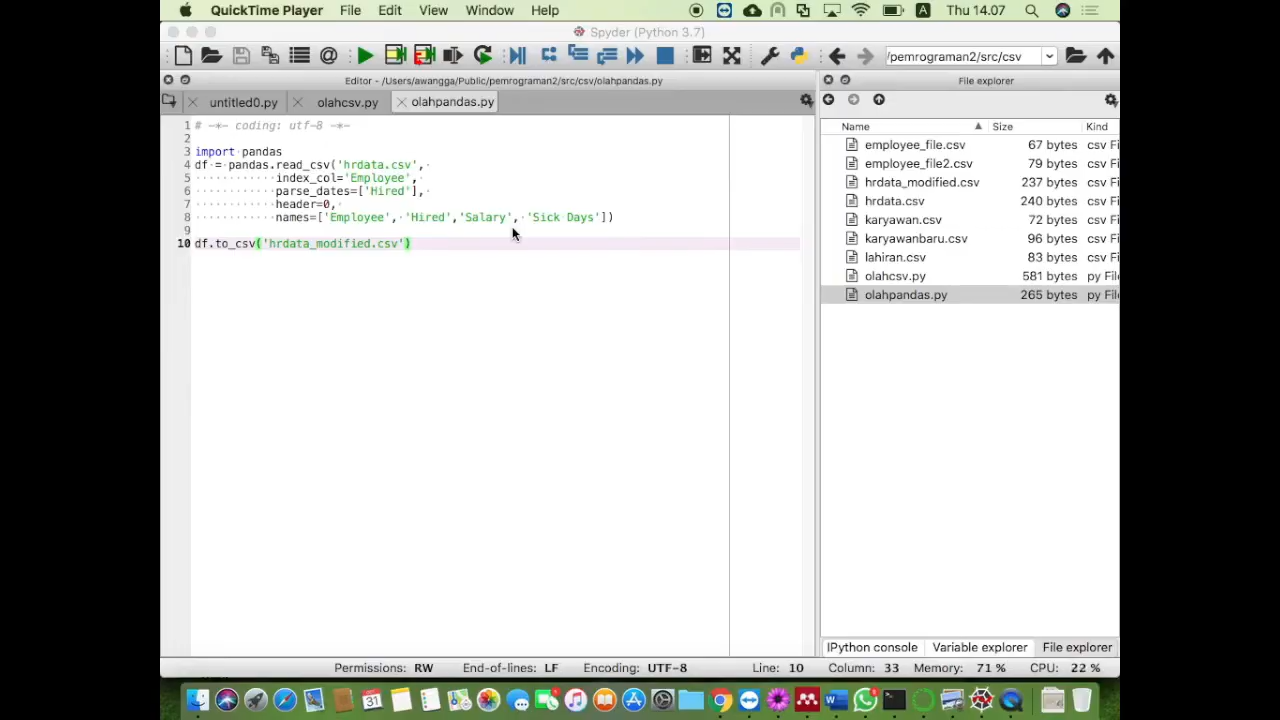 QuickTime Player File Edit View Window Help A Thu 14.07
Spyder (Python 3.7)
/pemrograman2/src/csv
Editor - /Users/awangga/Public/pemrograman2/src/csv/olahpandas.py
File explorer
untitled0.py olahcsv.py olahpandas.py
1 # -*- coding: utf-8 -*-
2
3 import pandas
4 df = pandas.read_csv('hrdata.csv',
5 index_col='Employee',
6 parse_dates=['Hired'],
7 header=0,
8 names=['Employee', 'Hired','Salary', 'Sick Days'])
9
10 df.to_csv('hrdata_modified.csv')
Name Size Kind
employee_file.csv 67 bytes csv Fi
employee_file2.csv 79 bytes csv Fi
hrdata_modified.csv 237 bytes csv Fi
hrdata.csv 240 bytes csv Fi
karyawan.csv 72 bytes csv Fi
karyawanbaru.csv 96 bytes csv Fi
lahiran.csv 83 bytes csv Fi
olahcsv.py 581 bytes py Fil
olahpandas.py 265 bytes py Fil
IPython console Variable explorer File explorer
Permissions: RW End-of-lines: LF Encoding: UTF-8 Line: 10 Column: 33 Memory: 71 % CPU: 22 %
31